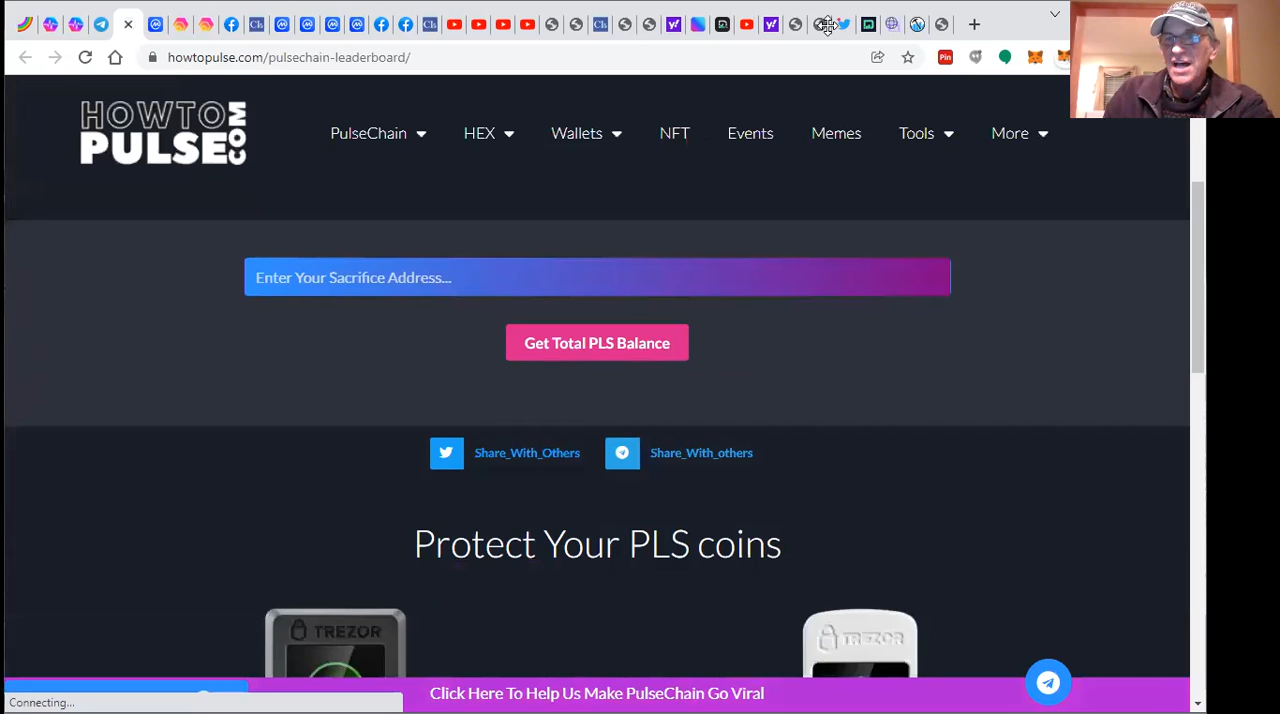 howtopulse.com/pulsechain-leaderboard/
Pin
HOWTO
PULSE
COM
PulseChain
HEX
Wallets
NFT
Events
Memes
Tools
More
Enter Your Sacrifice Address...
Get Total PLS Balance
Share_With_Others
Share_With_others
Protect Your PLS coins
TREZOR
TREZOR
Click Here To Help Us Make PulseChain Go Viral
Connecting...